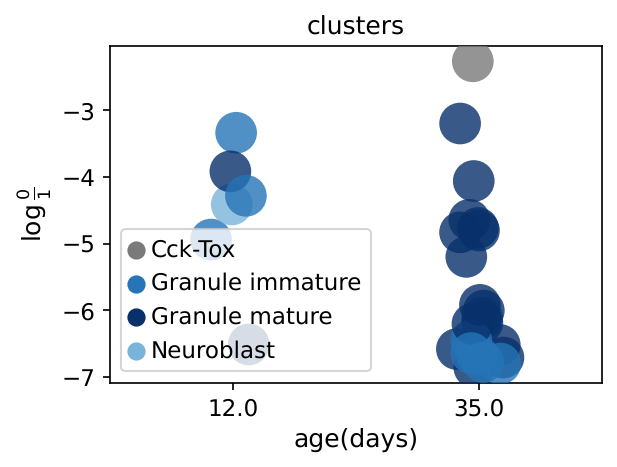 clusters
log 0/1
−3
−4
−5
−6
−7
Cck-Tox
Granule immature
Granule mature
Neuroblast
12.0
35.0
age(days)